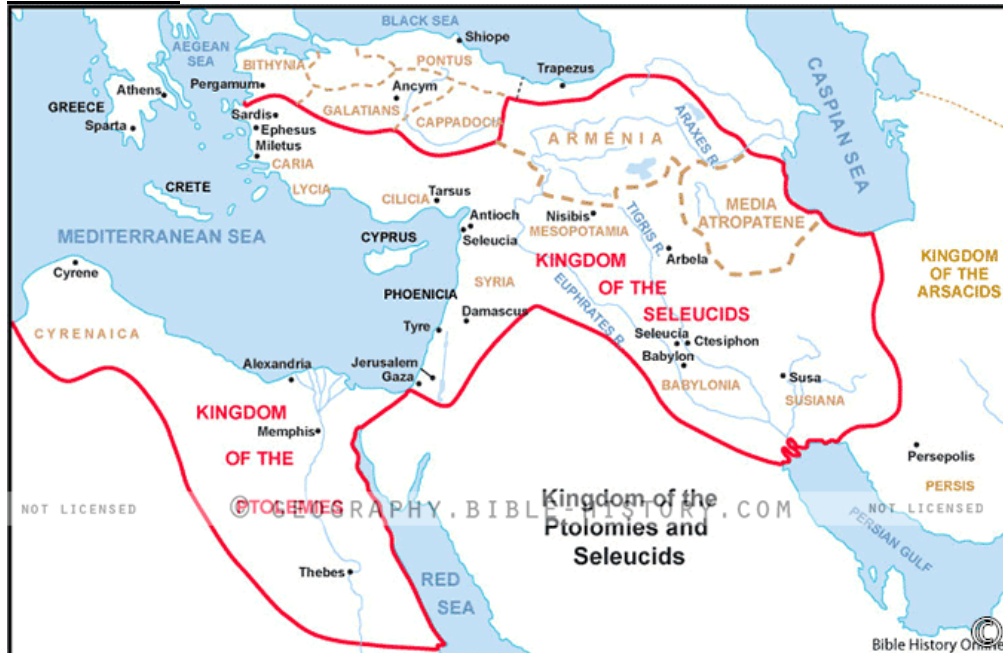 BLACK SEA
Shiope
AEGEAN
SEA
BITHYNIA
PONTUS
Trapezus
CASPIAN SEA
Pergamum
Ancyrn
Athens
GREECE
GALATIANS
Sardis
CAPPADOCIA
ARAXES R.
Sparta
Ephesus
ARMENIA
Miletus
CARIA
CRETE
LYCIA
CILICIA
Tarsus
MEDIA
ATROPATENE
Antioch
Nisibis
TIGRIS R.
MEDITERRANEAN SEA
CYPRUS
Seleucia
MESOPOTAMIA
Arbela
Cyrene
KINGDOM
OF THE
SELEUCIDS
KINGDOM
OF THE
ARSACIDS
SYRIA
PHOENICIA
EUPHRATES R.
Damascus
CYRENAICA
Tyre
Seleucia
Ctesiphon
Babylon
Alexandria
Jerusalem
Gaza
BABYLONIA
Susa
SUSIANA
KINGDOM
OF THE
PTOLEMIES
Memphis
Persepolis
PERSIS
NOT LICENSED
© GEOGRAPHY.BIBLE-HISTORY.COM
NOT LICENSED
Kingdom of the
Ptolomies and
Seleucids
PERSIAN GULF
Thebes
RED
SEA
Bible History Online
©